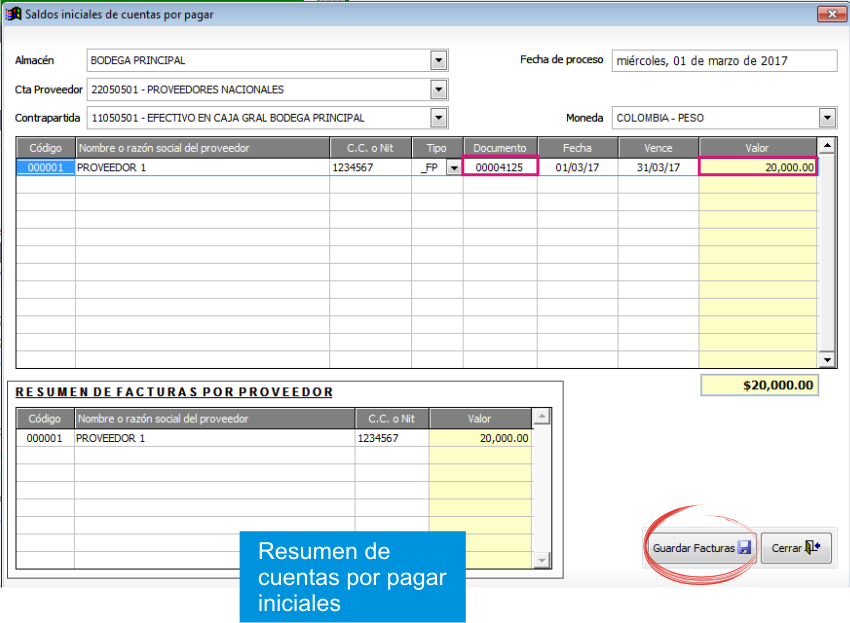 Saldos iniciales de cuentas por pagar
Almacén BODEGA PRINCIPAL Fecha de proceso miércoles, 01 de marzo de 2017
Cta Proveedor 22050501 - PROVEEDORES NACIONALES
Contrapartida 11050501 - EFECTIVO EN CAJA GRAL BODEGA PRINCIPAL Moneda COLOMBIA - PESO
Código Nombre o razón social del proveedor C.C. o Nit Tipo Documento Fecha Vence Valor
000001 PROVEEDOR 1 1234567 _FP 00004125 01/03/17 31/03/17 20,000.00
$20,000.00
RESUMEN DE FACTURAS POR PROVEEDOR
Código Nombre o razón social del proveedor C.C. o Nit Valor
000001 PROVEEDOR 1 1234567 20,000.00
Guardar Facturas Cerrar
Resumen de
cuentas por pagar
iniciales